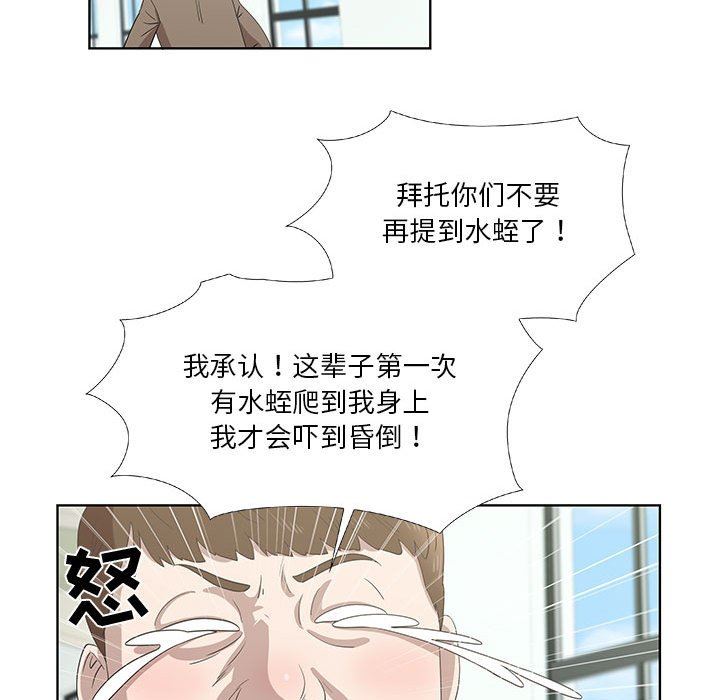 拜托你们不要
再提到水蛭了！
我承认！这辈子第一次
有水蛭爬到我身上
我才会吓到昏倒！
怒